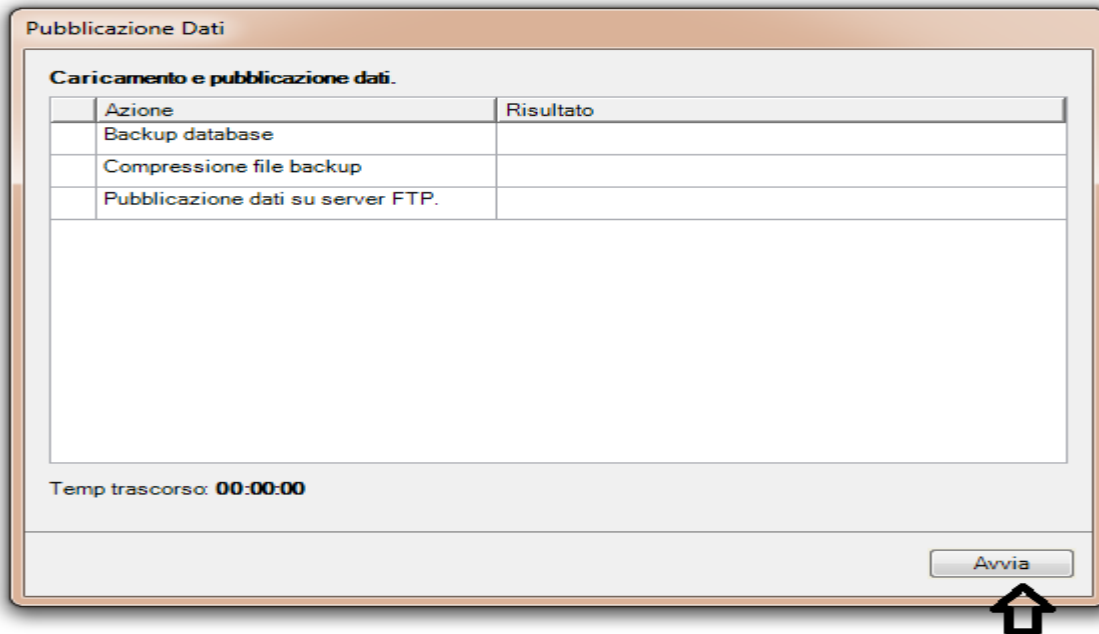 Pubblicazione Dati
Caricamento e pubblicazione dati.
Azione Risultato
Backup database
Compressione file backup
Pubblicazione dati su server FTP.
Temp trascorso: 00:00:00
Avvia